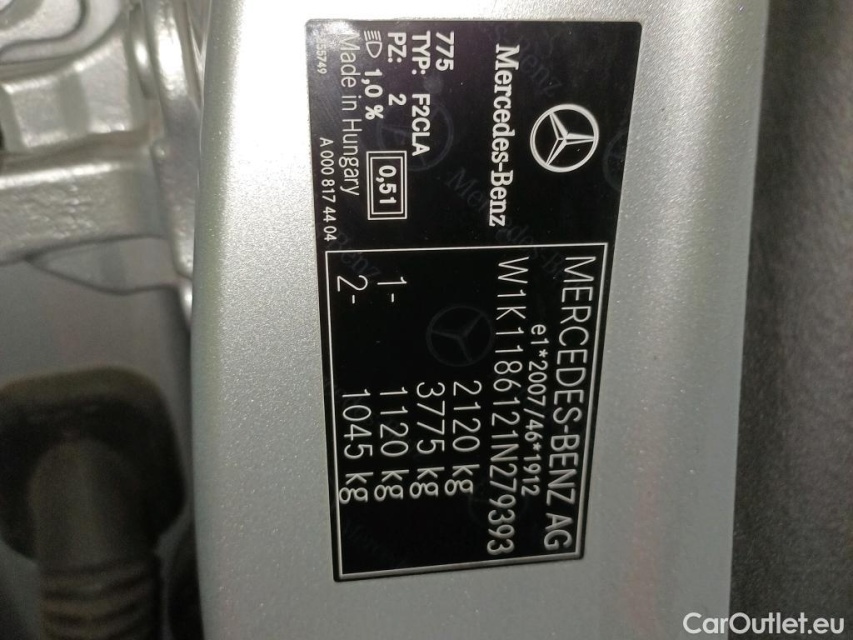 Mercedes-Benz
775
TYP: F2CLA
PZ: 2
1,0 %
0,51
Made in Hungary
A 000 817 44 04
MERCEDES-BENZ AG
e1*2007/46*1912
W1K1186121N279393
2120 kg
3775 kg
1- 1120 kg
2- 1045 kg
CarOutlet.eu